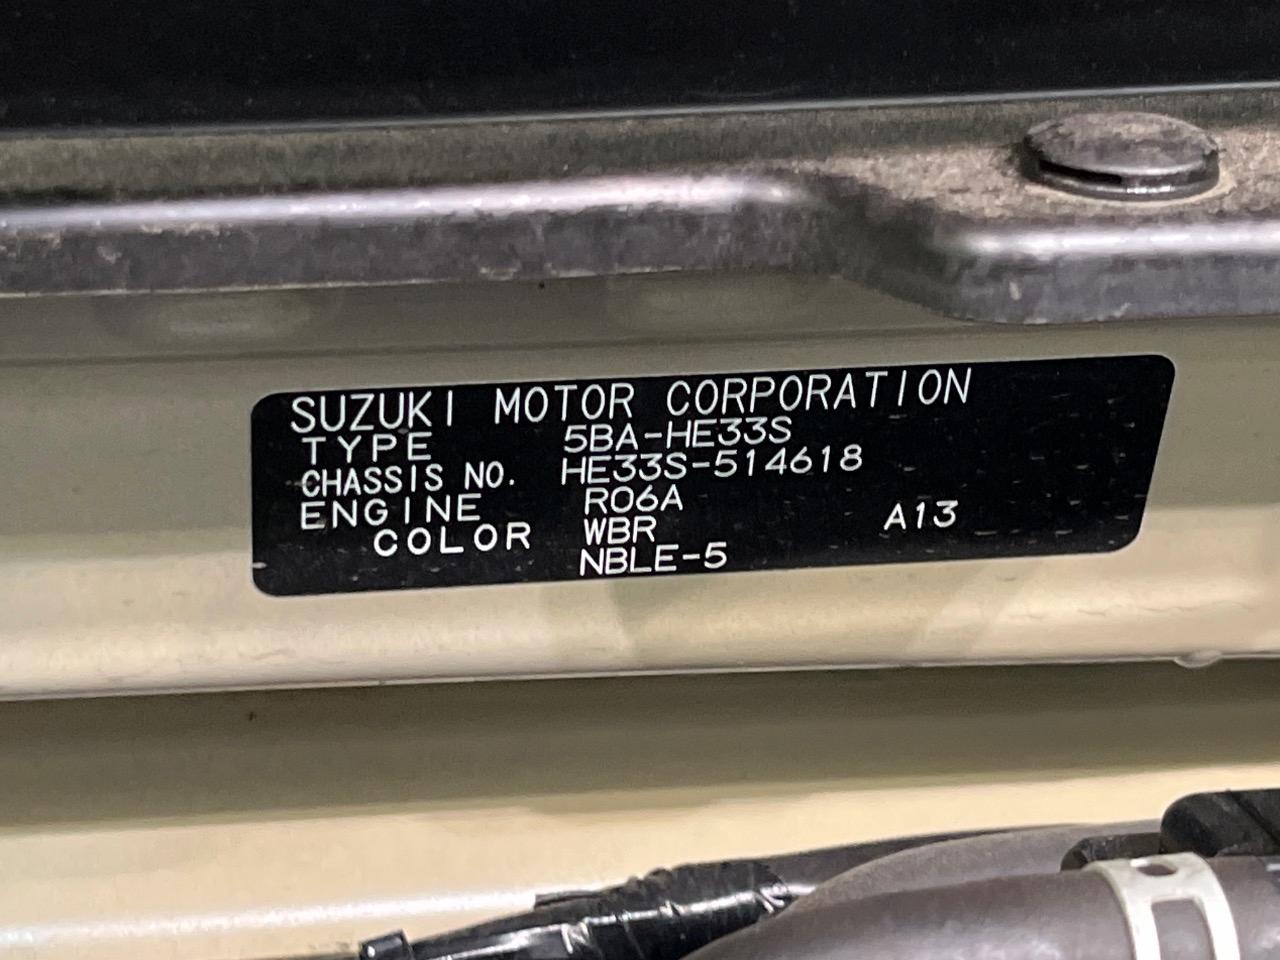 SUZUKI MOTOR CORPORATION
TYPE 5BA-HE33S
CHASSIS NO. HE33S-514618
ENGINE R06A
COLOR WBR A13
NBLE-5